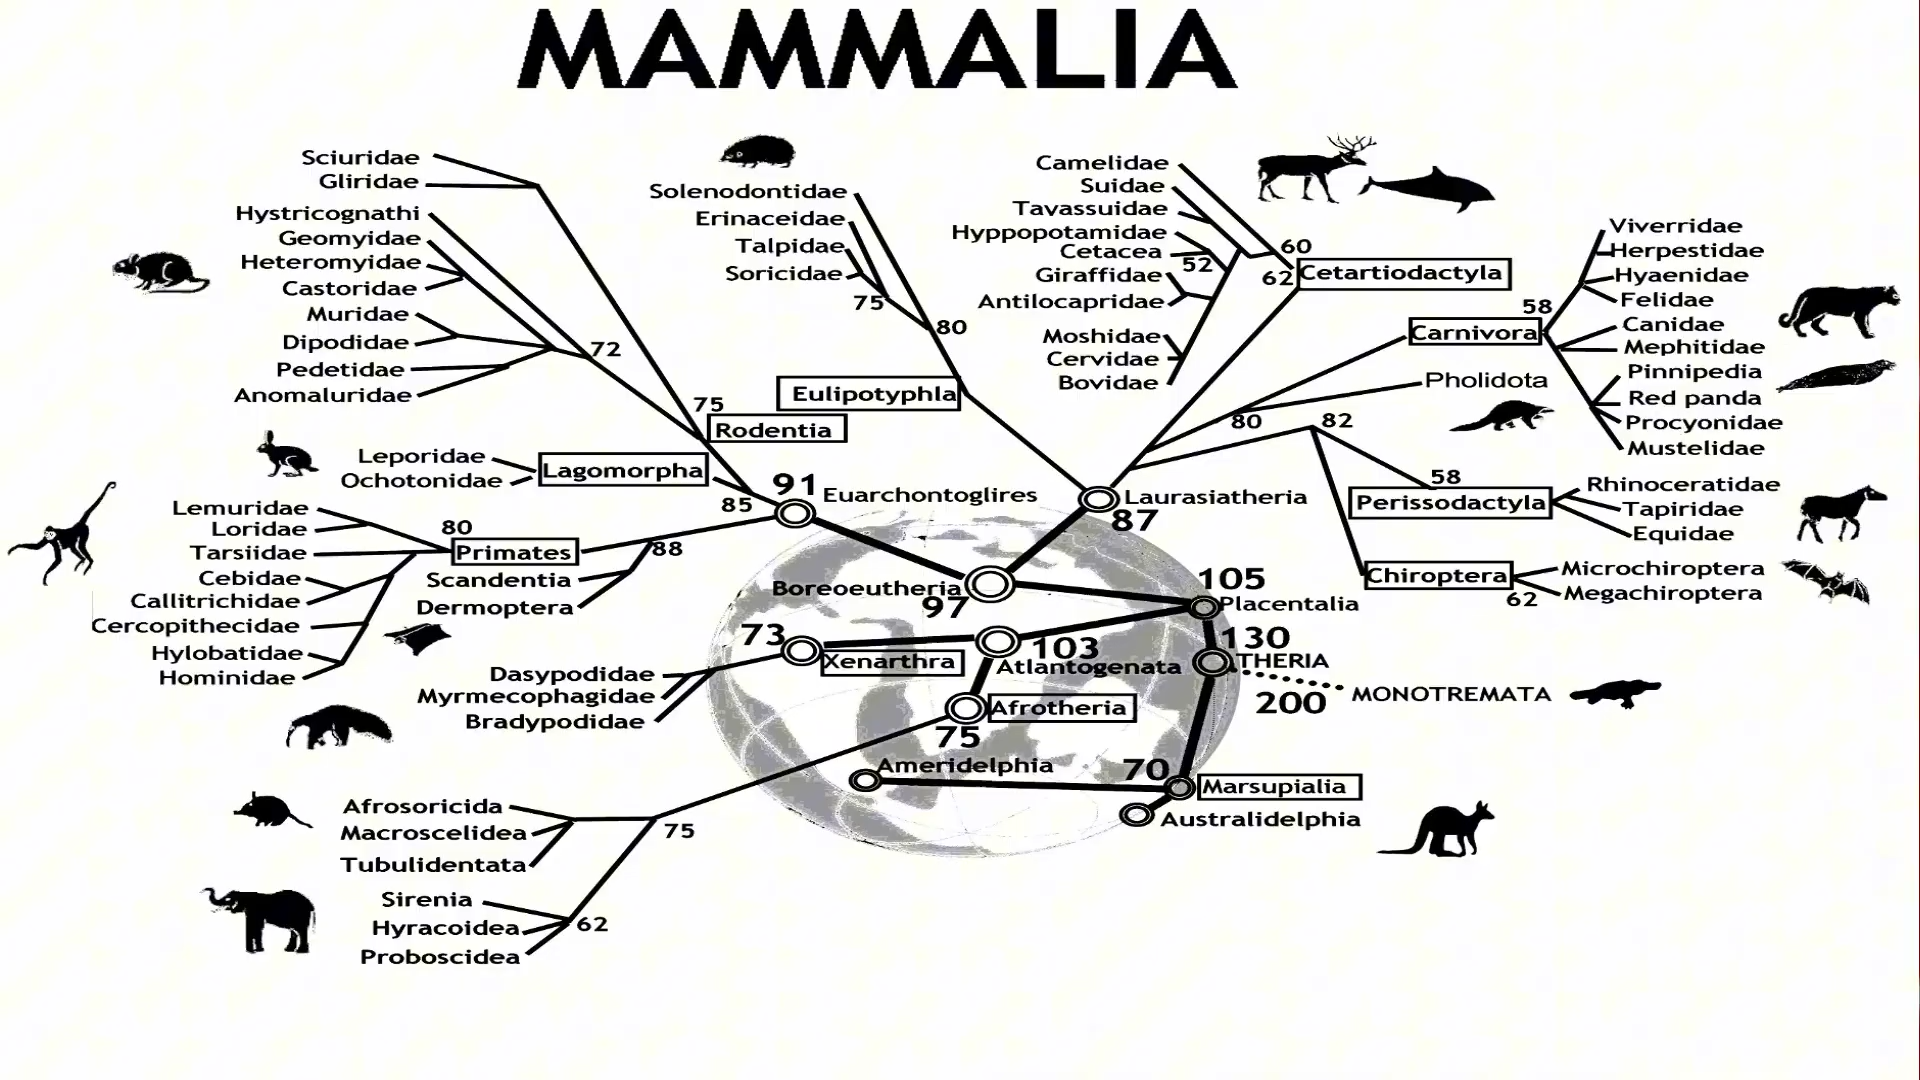 MAMMALIA
Sciuridae
Gliridae
Hystricognathi
Geomyidae
Heteromyidae
Castoridae
Muridae
Dipodidae
Pedetidae
Anomaluridae
72
75
Rodentia
Leporidae
Ochotonidae
Lagomorpha
85
91
Euarchontoglires
Lemuridae
Loridae
Tarsiidae
Cebidae
Callitrichidae
Cercopithecidae
Hylobatidae
Hominidae
80
Primates
88
Scandentia
Dermoptera
Solenodontidae
Erinaceidae
Talpidae
Soricidae
75
80
Eulipotyphla
Camelidae
Suidae
Tavassuidae
Hyppopotamidae
Cetacea
Giraffidae
Antilocapridae
Moshidae
Cervidae
Bovidae
52
60
62
Cetartiodactyla
Viverridae
Herpestidae
Hyaenidae
Felidae
Canidae
Mephitidae
Pinnipedia
Red panda
Procyonidae
Mustelidae
58
Carnivora
Pholidota
80
82
58
Perissodactyla
Rhinoceratidae
Tapiridae
Equidae
Chiroptera
62
Microchiroptera
Megachiroptera
Laurasiatheria
87
Boreoeutheria
97
105
Placentalia
130
THERIA
200
MONOTREMATA
73
Xenarthra
103
Atlantogenata
Dasypodidae
Myrmecophagidae
Bradypodidae
Afrotheria
75
Ameridelphia
70
Marsupialia
Australidelphia
Afrosoricida
Macroscelidea
Tubulidentata
75
Sirenia
Hyracoidea
Proboscidea
62